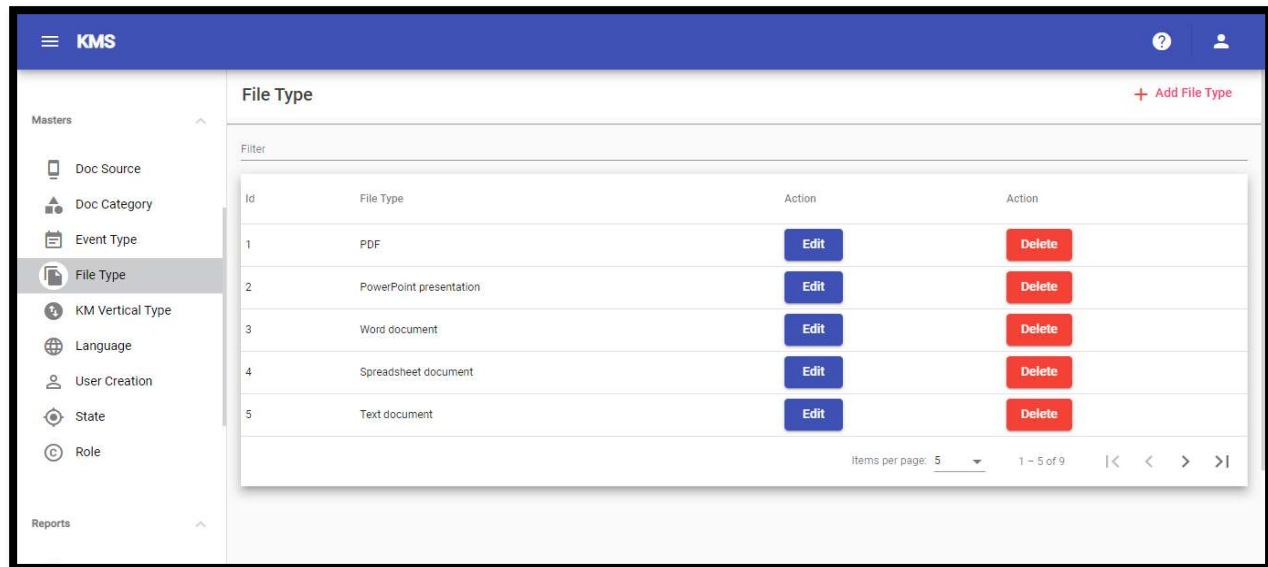 KMS
?
File Type
+ Add File Type
Masters
Filter
Doc Source
Doc Category
Event Type
File Type
KM Vertical Type
Language
User Creation
State
C Role
Reports
Id File Type Action Action
1 PDF Edit Delete
2 PowerPoint presentation Edit Delete
3 Word document Edit Delete
4 Spreadsheet document Edit Delete
5 Text document Edit Delete
Items per page: 5 1 – 5 of 9